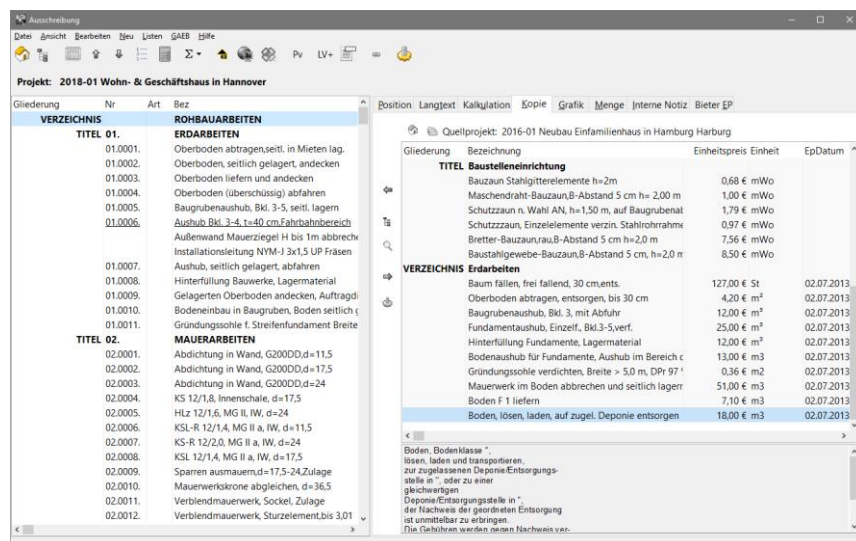 Ausschreibung
Datei Ansicht Bearbeiten Neu Listen GAEB Hilfe
Σ Pv LV+
Projekt: 2018-01 Wohn- & Geschäftshaus in Hannover
Gliederung Nr Art Bez
VERZEICHNIS ROHBAUARBEITEN
TITEL 01. ERDARBEITEN
01.0001. Oberboden abtragen,seitl. in Mieten lag.
01.0002. Oberboden, seitlich gelagert, andecken
01.0003. Oberboden liefern und andecken
01.0004. Oberboden (überschüssig) abfahren
01.0005. Baugrubenaushub, Bkl. 3-5, seitl. lagern
01.0006. Aushub Bkl. 3-4, t=40 cm,Fahrbahnbereich
Außenwand Mauerziegel H bis 1m abbreche
Installationsleitung NYM-J 3x1,5 UP Fräsen
01.0007. Aushub, seitlich gelagert, abfahren
01.0008. Hinterfüllung Bauwerke, Lagermaterial
01.0009. Gelagerten Oberboden andecken, Auftragdi
01.0010. Bodeneinbau in Baugruben, Boden seitlich g
01.0011. Gründungssohle f. Streifenfundament Breite
TITEL 02. MAUERARBEITEN
02.0001. Abdichtung in Wand, G200DD,d=11,5
02.0002. Abdichtung in Wand, G200DD,d=17,5
02.0003. Abdichtung in Wand, G200DD,d=24
02.0004. KS 12/1,8, Innenschale, d=17,5
02.0005. HLz 12/1,6, MG II, IW, d=24
02.0006. KSL-R 12/1,4, MG II a, IW, d=11,5
02.0007. KS-R 12/2,0, MG II a, IW, d=24
02.0008. KSL 12/1,4, MG II a, IW, d=17,5
02.0009. Sparren ausmauern,d=17,5-24,Zulage
02.0010. Mauerwerkskrone abgleichen, d=36,5
02.0011. Verblendmauerwerk, Sockel, Zulage
02.0012. Verblendmauerwerk, Sturzelement,bis 3,01
Position Langtext Kalkulation Kopie Grafik Menge Interne Notiz Bieter EP
Quellprojekt: 2016-01 Neubau Einfamilienhaus in Hamburg Harburg
Gliederung Bezeichnung Einheitspreis Einheit EpDatum
TITEL Baustelleneinrichtung
Bauzaun Stahlgitterelemente h=2m 0,68 € mWo
Maschendraht-Bauzaun,B-Abstand 5 cm h= 2,00 m 1,00 € mWo
Schutzzaun n. Wahl AN, h=1,50 m, auf Baugrubenal 1,79 € mWo
Schutzzzaun, Einzelelemente verzin. Stahlrohrrahme 0,97 € mWo
Bretter-Bauzaun,rau,B-Abstand 5 cm h=2,0 m 7,56 € mWo
Baustahlgewebe-Bauzaun,B-Abstand 5 cm, h=2,0 m 8,50 € mWo
VERZEICHNIS Erdarbeiten
Baum fällen, frei fallend, 30 cm,ents. 127,00 € St 02.07.2013
Oberboden abtragen, entsorgen, bis 30 cm 4,20 € m² 02.07.2013
Baugrubenaushub, Bkl. 3, mit Abfuhr 12,00 € m³ 02.07.2013
Fundamentaushub, Einzelf., Bkl.3-5,verf. 25,00 € m³ 02.07.2013
Hinterfüllung Fundamente, Lagermaterial 12,00 € m³ 02.07.2013
Bodenaushub für Fundamente, Aushub im Bereich c 13,00 € m3 02.07.2013
Gründungssohle verdichten, Breite > 5,0 m, DPr 97 ° 0,36 € m2 02.07.2013
Mauerwerk im Boden abbrechen und seitlich lagern 51,00 € m3 02.07.2013
Boden F 1 liefern 7,10 € m3 02.07.2013
Boden, lösen, laden, auf zugel. Deponie entsorgen 18,00 € m3 02.07.2013
Boden, Bodenklasse '',
lösen, laden und transportieren,
zur zugelassenen Deponie/Entsorgungs-
stelle in '', oder zu einer
gleichwertigen
Deponie/Entsorgungsstelle in '',
der Nachweis der geordneten Entsorgung
ist unmittelbar zu erbringen.
Die Gebühren werden gegen Nachweis ver-